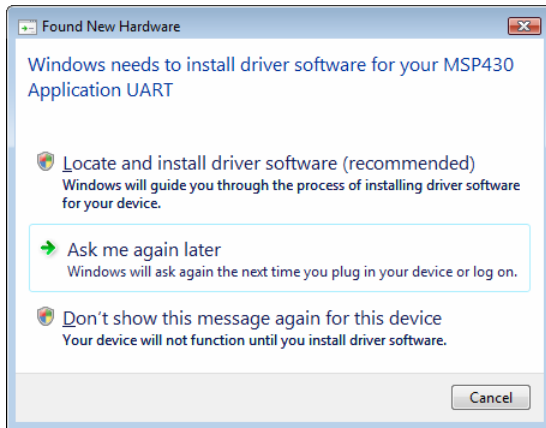 Found New Hardware
Windows needs to install driver software for your MSP430
Application UART
Locate and install driver software (recommended)
Windows will guide you through the process of installing driver software
for your device.
Ask me again later
Windows will ask again the next time you plug in your device or log on.
Don't show this message again for this device
Your device will not function until you install driver software.
Cancel